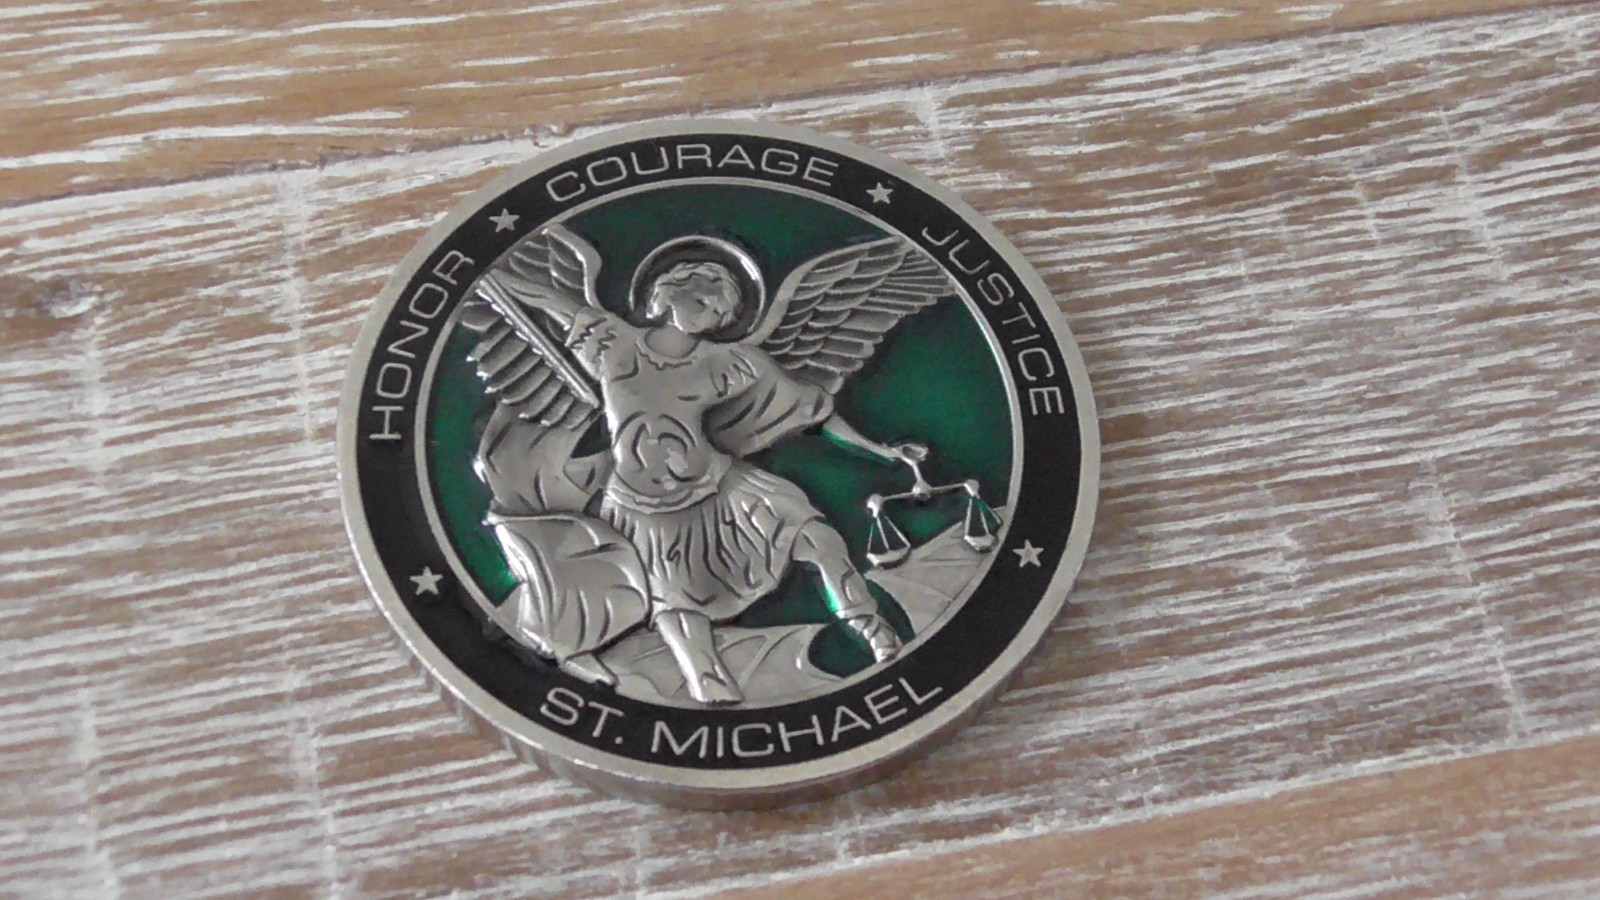 HONOR ★ COURAGE ★ JUSTICE
★ ST. MICHAEL ★